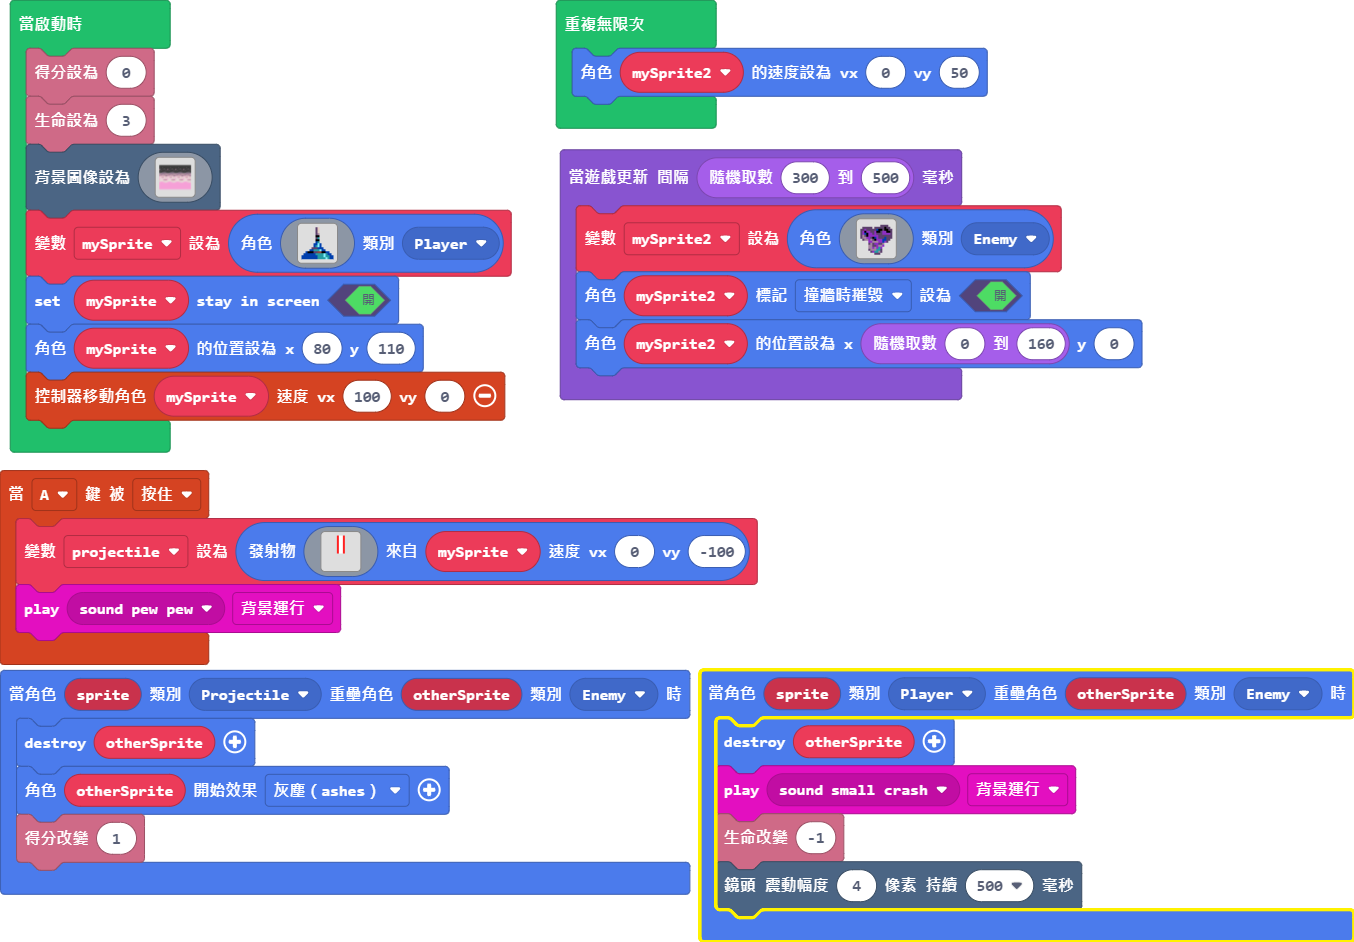 當啟動時
得分設為 0
生命設為 3
背景圖像設為
變數 mySprite 設為 角色 類別 Player
set mySprite stay in screen 開
角色 mySprite 的位置設為 x 80 y 110
控制器移動角色 mySprite 速度 vx 100 vy 0
重複無限次
角色 mySprite2 的速度設為 vx 0 vy 50
當遊戲更新 間隔 隨機取數 300 到 500 毫秒
變數 mySprite2 設為 角色 類別 Enemy
角色 mySprite2 標記 撞牆時摧毀 設為 開
角色 mySprite2 的位置設為 x 隨機取數 0 到 160 y 0
當 A 鍵 被 按住
變數 projectile 設為 發射物 來自 mySprite 速度 vx 0 vy -100
play sound pew pew 背景運行
當角色 sprite 類別 Projectile 重疊角色 otherSprite 類別 Enemy 時
destroy otherSprite
角色 otherSprite 開始效果 灰塵 ( ashes )
得分改變 1
當角色 sprite 類別 Player 重疊角色 otherSprite 類別 Enemy 時
destroy otherSprite
play sound small crash 背景運行
生命改變 -1
鏡頭 震動幅度 4 像素 持續 500 毫秒